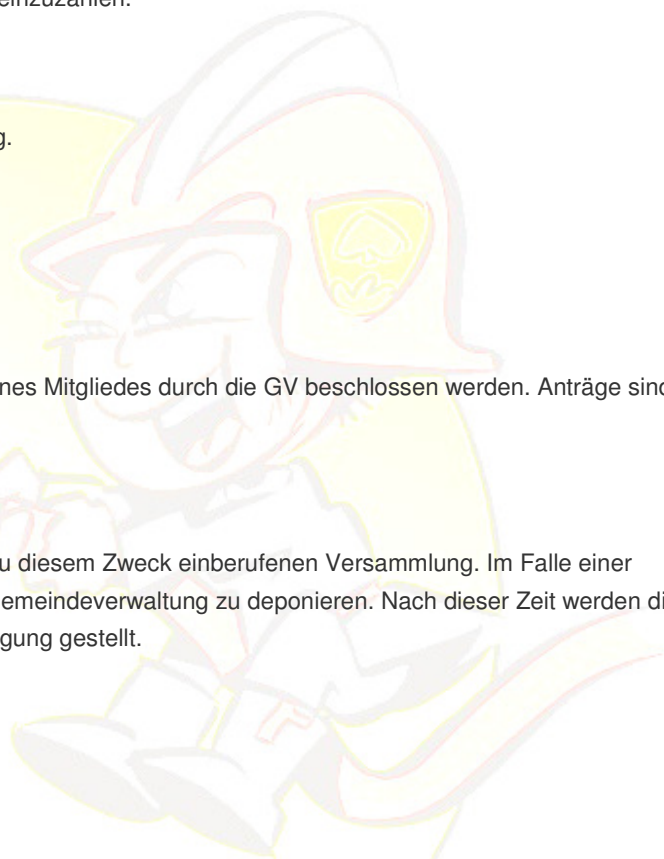 einzuzahlen.
g.
nes Mitgliedes durch die GV beschlossen werden. Anträge sind
u diesem Zweck einberufenen Versammlung. Im Falle einer
emeindeverwaltung zu deponieren. Nach dieser Zeit werden di
gung gestellt.